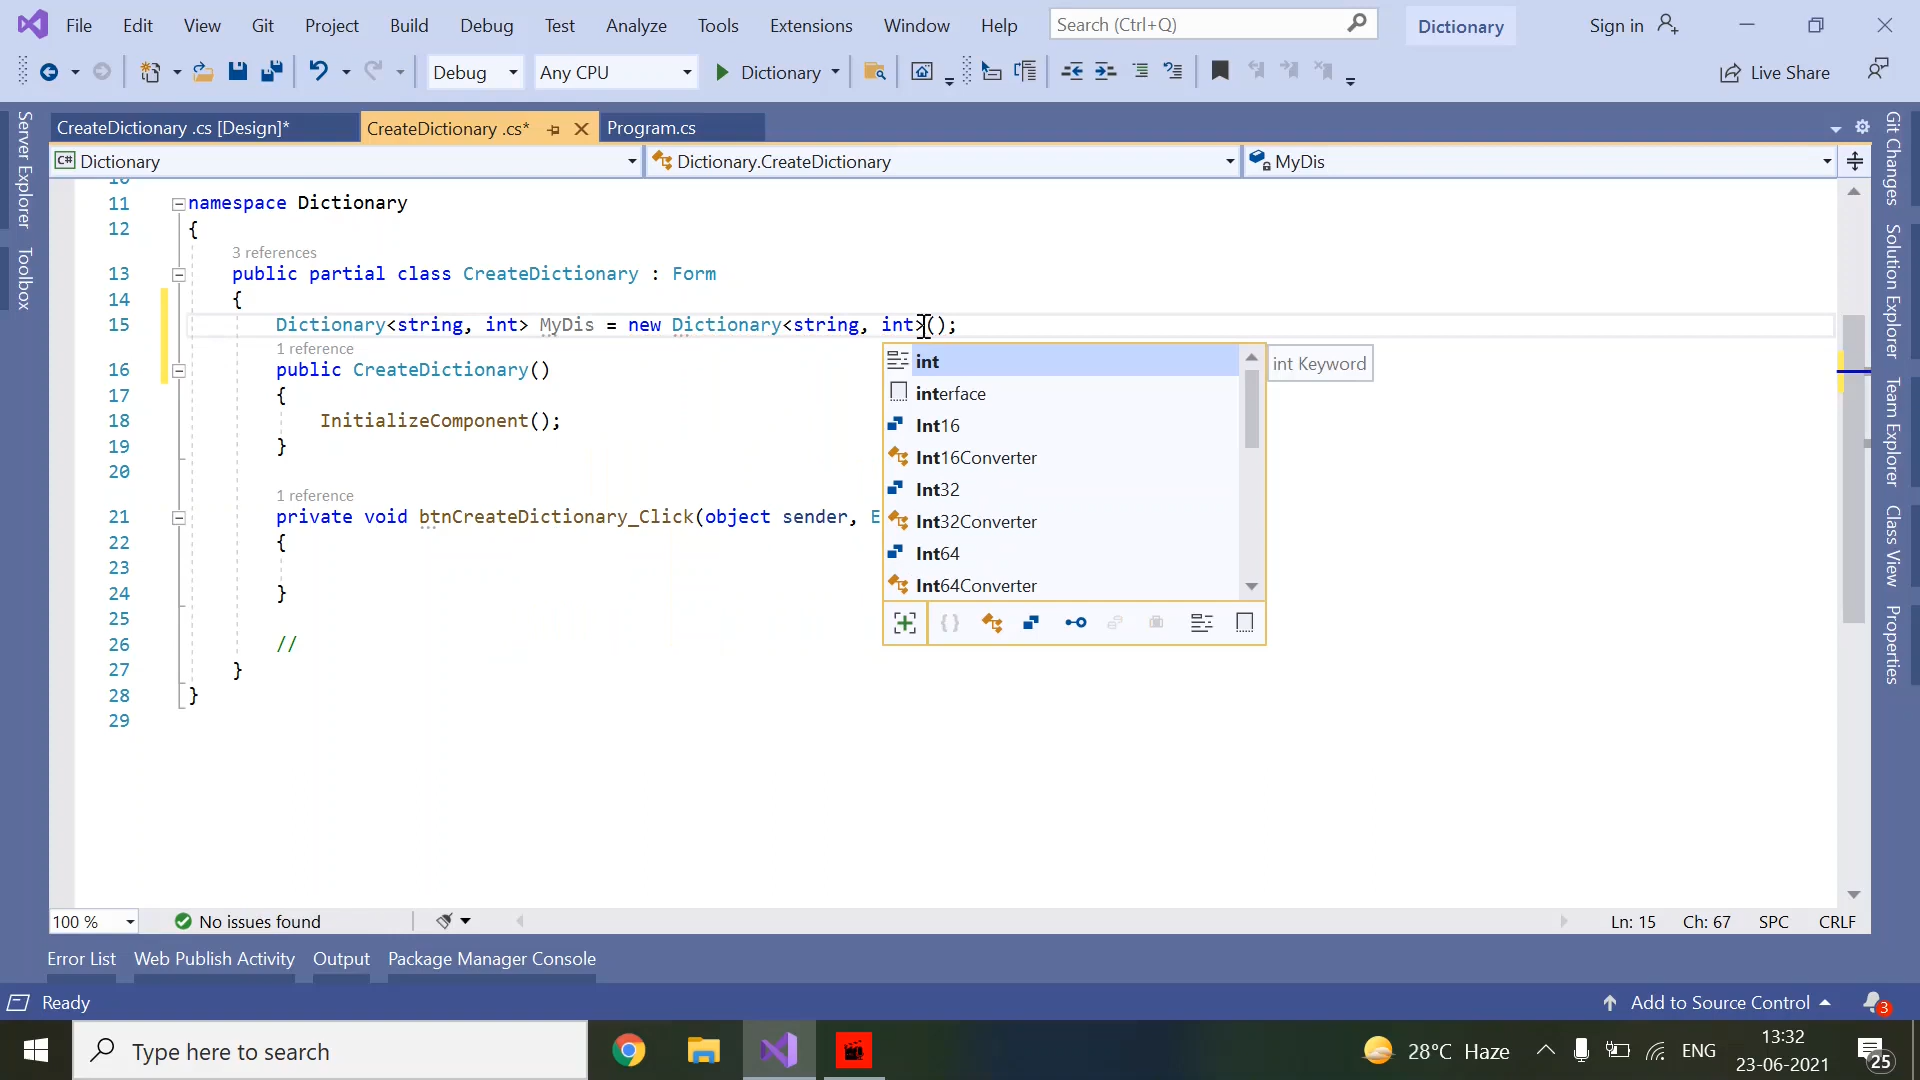 File Edit View Git Project Build Debug Test Analyze Tools Extensions Window Help Search (Ctrl+Q) Dictionary Sign in
Debug Any CPU Dictionary Live Share
CreateDictionary .cs [Design]* CreateDictionary .cs* Program.cs
C# Dictionary Dictionary.CreateDictionary MyDis
11 namespace Dictionary
12 {
3 references
13 public partial class CreateDictionary : Form
14 {
15 Dictionary<string, int> MyDis = new Dictionary<string, int>();
1 reference
16 public CreateDictionary()
17 {
18 InitializeComponent();
19 }
20
1 reference
21 private void btnCreateDictionary_Click(object sender, E
22 {
23
24 }
25
26 //
27 }
28 }
29
int
interface
Int16
Int16Converter
Int32
Int32Converter
Int64
Int64Converter
int Keyword
Server Explorer
Toolbox
Git Changes
Solution Explorer
Team Explorer
Class View
Properties
100 % No issues found Ln: 15 Ch: 67 SPC CRLF
Error List Web Publish Activity Output Package Manager Console
Ready Add to Source Control 3
Type here to search 28°C Haze ENG 13:32
23-06-2021 25